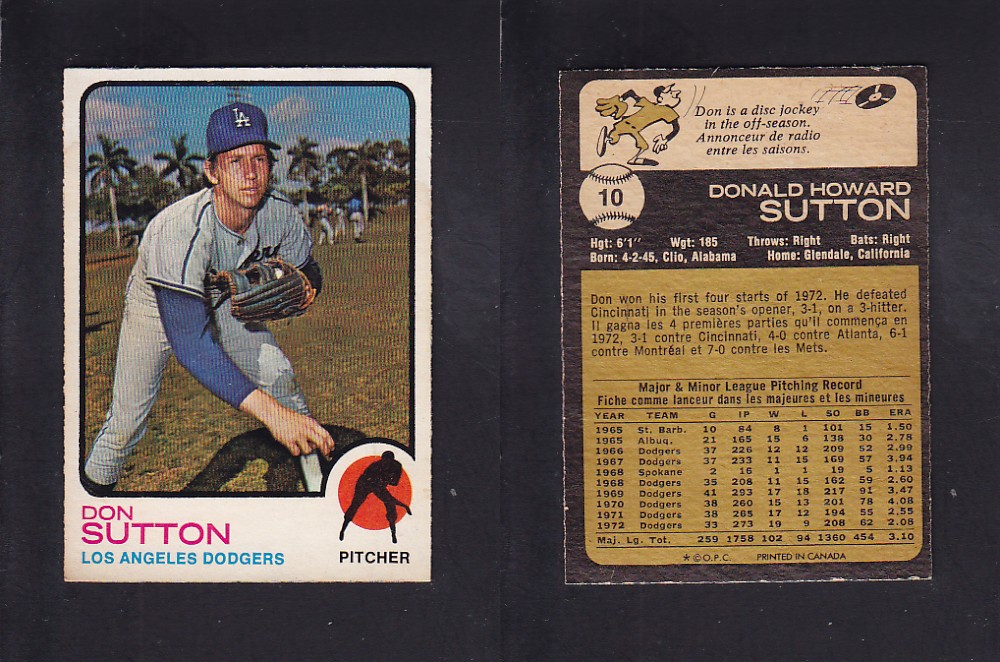 LA
DON
SUTTON
LOS ANGELES DODGERS
PITCHER
Don is a disc jockey
in the off-season.
Annonceur de radio
entre les saisons.
10
DONALD HOWARD
SUTTON
Hgt: 6'1" Wgt: 185 Throws: Right Bats: Right
Born: 4-2-45, Clio, Alabama Home: Glendale, California
Don won his first four starts of 1972. He defeated
Cincinnati in the season's opener, 3-1, on a 3-hitter.
Il gagna les 4 premières parties qu'il commença en
1972, 3-1 contre Cincinnati, 4-0 contre Atlanta, 6-1
contre Montréal et 7-0 contre les Mets.
Major & Minor League Pitching Record
Fiche comme lanceur dans les majeures et les mineures
YEAR TEAM G IP W L SO BB ERA
1965 St. Barb. 10 84 8 1 101 15 1.50
1965 Albuq. 21 165 15 6 138 30 2.78
1966 Dodgers 37 226 12 12 209 52 2.99
1967 Dodgers 37 233 11 15 169 57 3.94
1968 Spokane 2 16 1 1 19 5 1.13
1968 Dodgers 35 208 11 15 162 59 2.60
1969 Dodgers 41 293 17 18 217 91 3.47
1970 Dodgers 38 260 15 13 201 78 4.08
1971 Dodgers 38 265 17 12 194 55 2.55
1972 Dodgers 33 273 19 9 208 62 2.08
Maj. Lg. Tot. 259 1758 102 94 1360 454 3.10
*© O.P.C. PRINTED IN CANADA